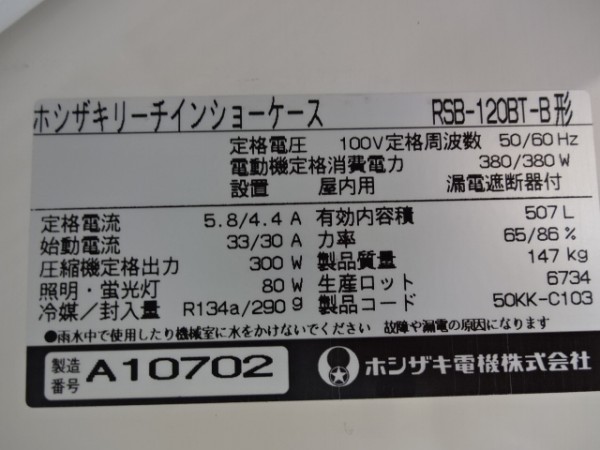 ホシザキリーチインショーケース RSB-120BT-B形
定格電圧 100V 定格周波数 50/60 Hz
電動機定格消費電力 380/380 W
設置 屋内用 漏電遮断器付
定格電流 5.8/4.4 A 有効内容積 507 L
始動電流 33/30 A 力率 65/86 %
圧縮機定格出力 300 W 製品質量 147 kg
照明・蛍光灯 80 W 生産ロット 6734
冷媒/封入量 R134a/290 g 製品コード 50KK-C103
●雨水中で使用したり機械室に水をかけないでください 故障や漏電の原因になります
製造番号 A10702 ホシザキ電機株式会社